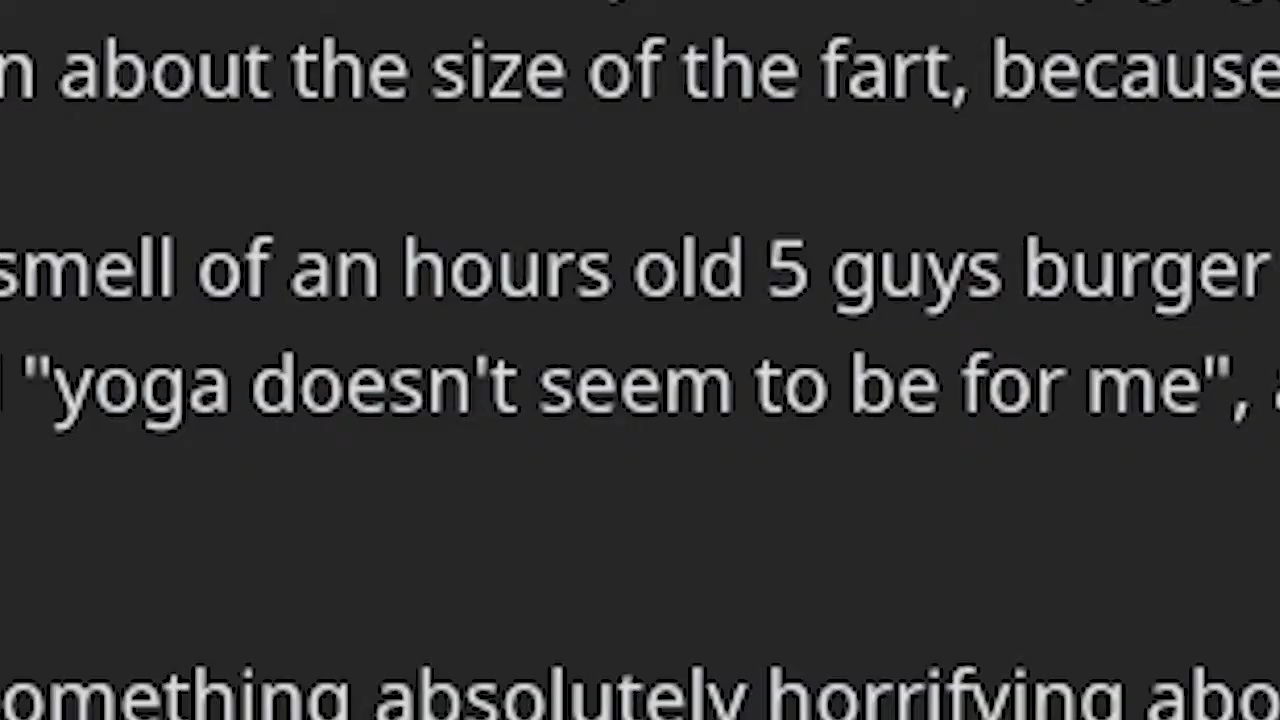 n about the size of the fart, because
smell of an hours old 5 guys burger
"yoga doesn't seem to be for me",
omething absolutely horrifying abo